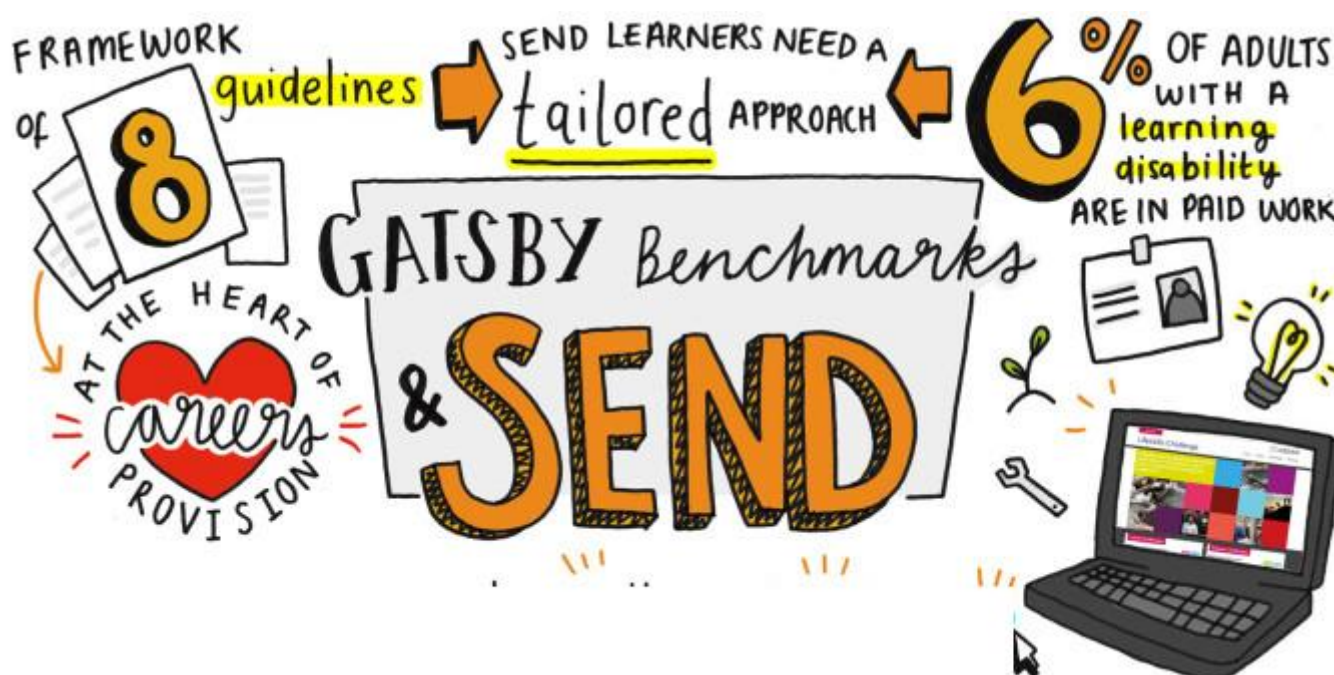 FRAMEWORK
of 8 guidelines
AT THE HEART OF
careers
PROVISION
SEND LEARNERS NEED A
tailored APPROACH
6% OF ADULTS
WITH A
learning
disability
ARE IN PAID WORK
GATSBY Benchmarks
& SEND